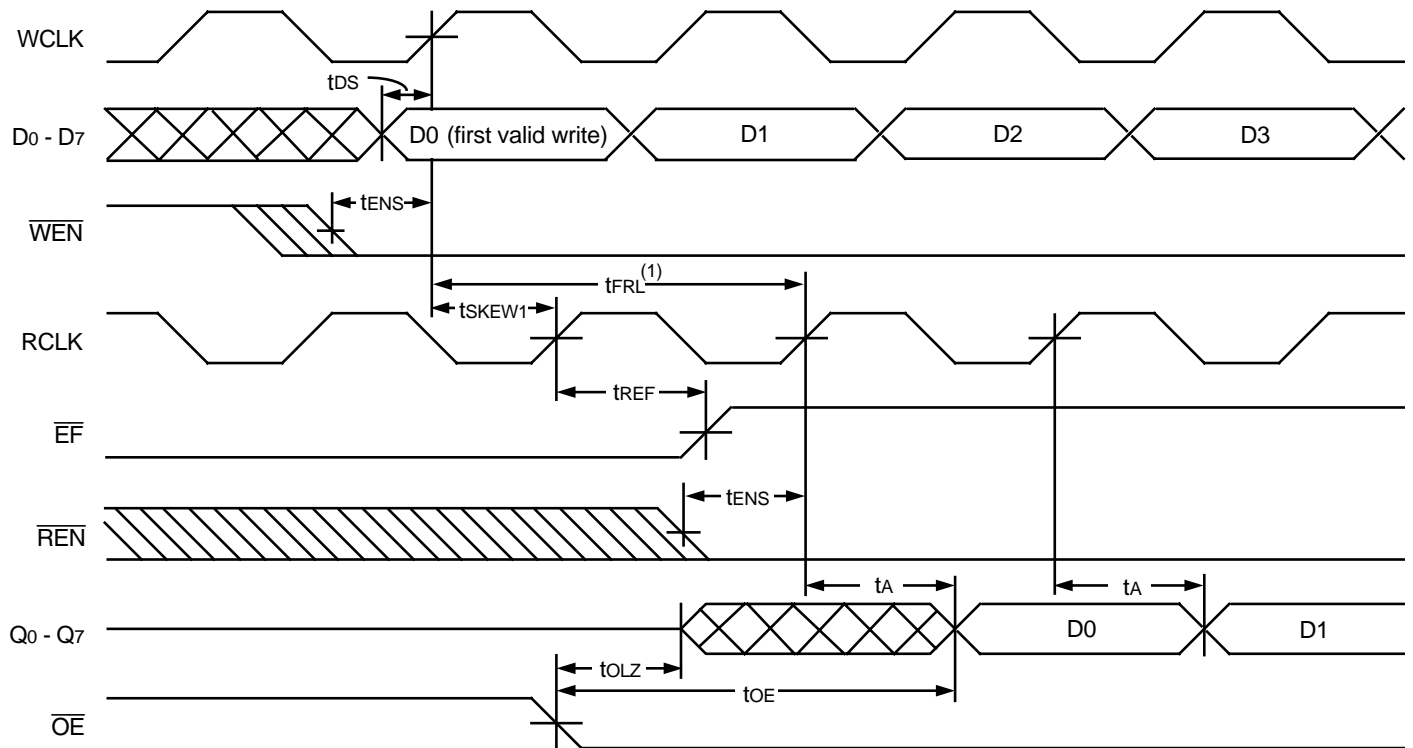 WCLK
tDS
D0 - D7
D0 (first valid write)
D1
D2
D3
WEN
tENS
tFRL(1)
tSKEW1
RCLK
tREF
EF
tENS
REN
tA
tA
Q0 - Q7
D0
D1
tOLZ
tOE
OE